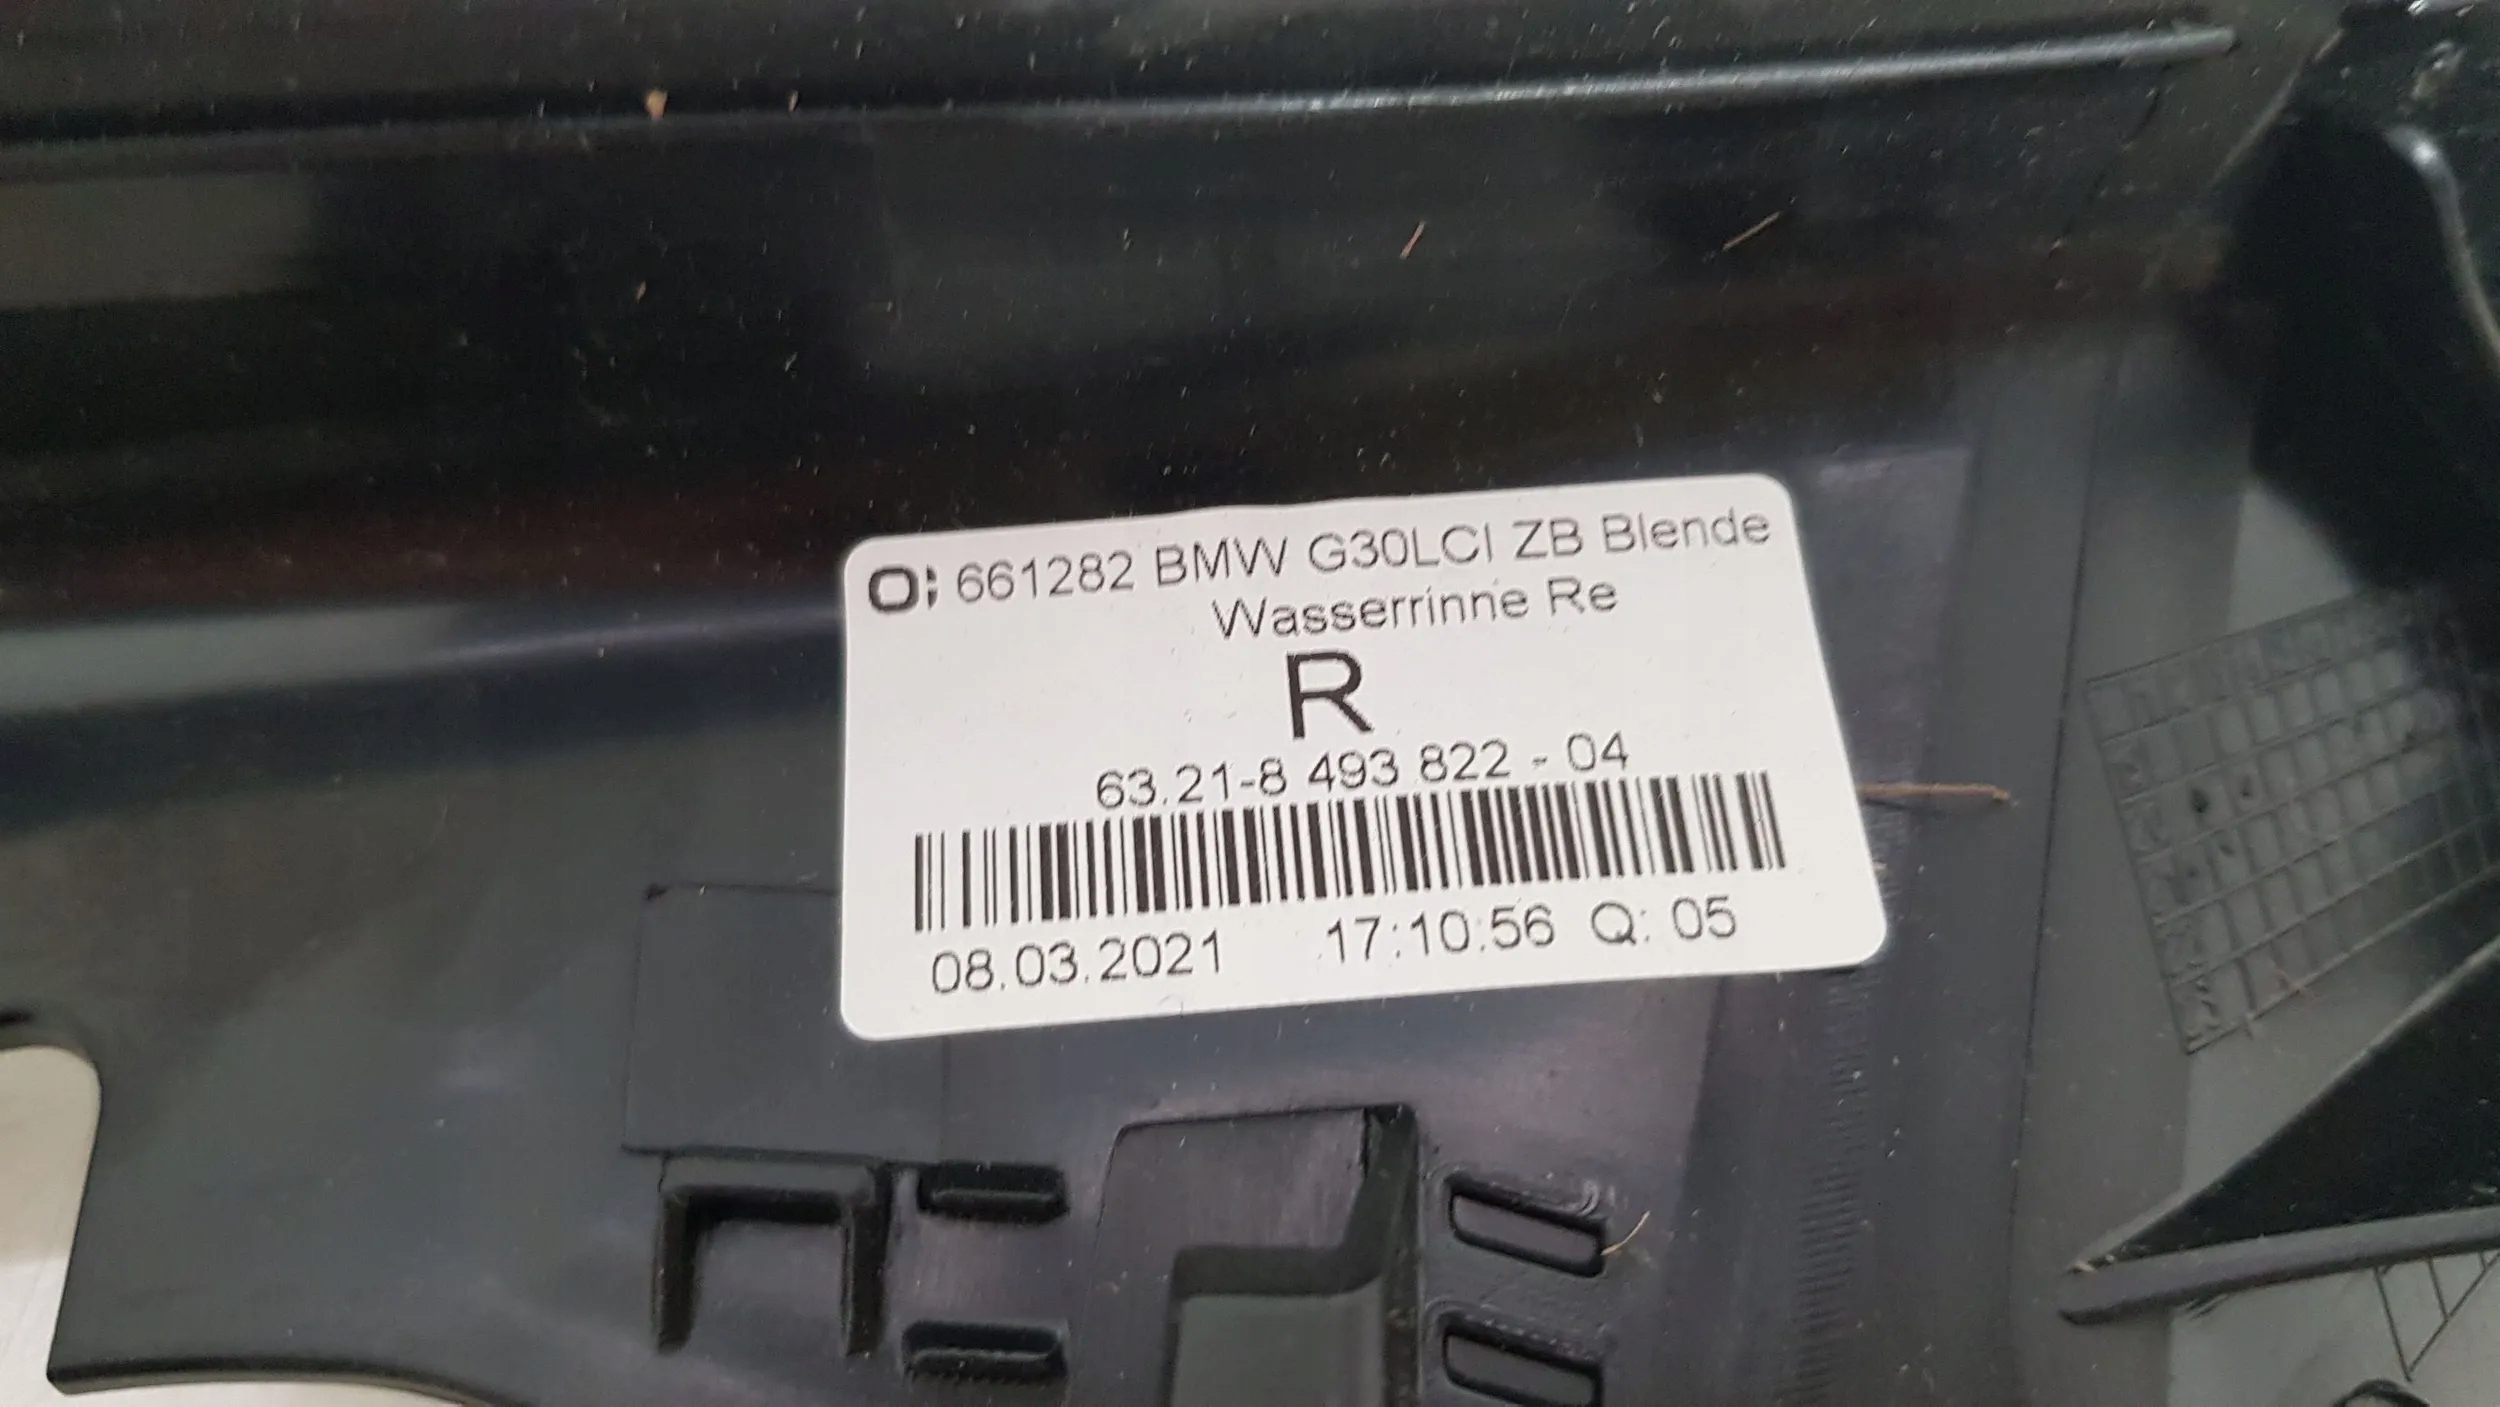 O; 661282 BMW G30LCI ZB Blende
Wasserrinne Re
R
63.21-8 493 822 - 04
08.03.2021 17:10:56 Q: 05